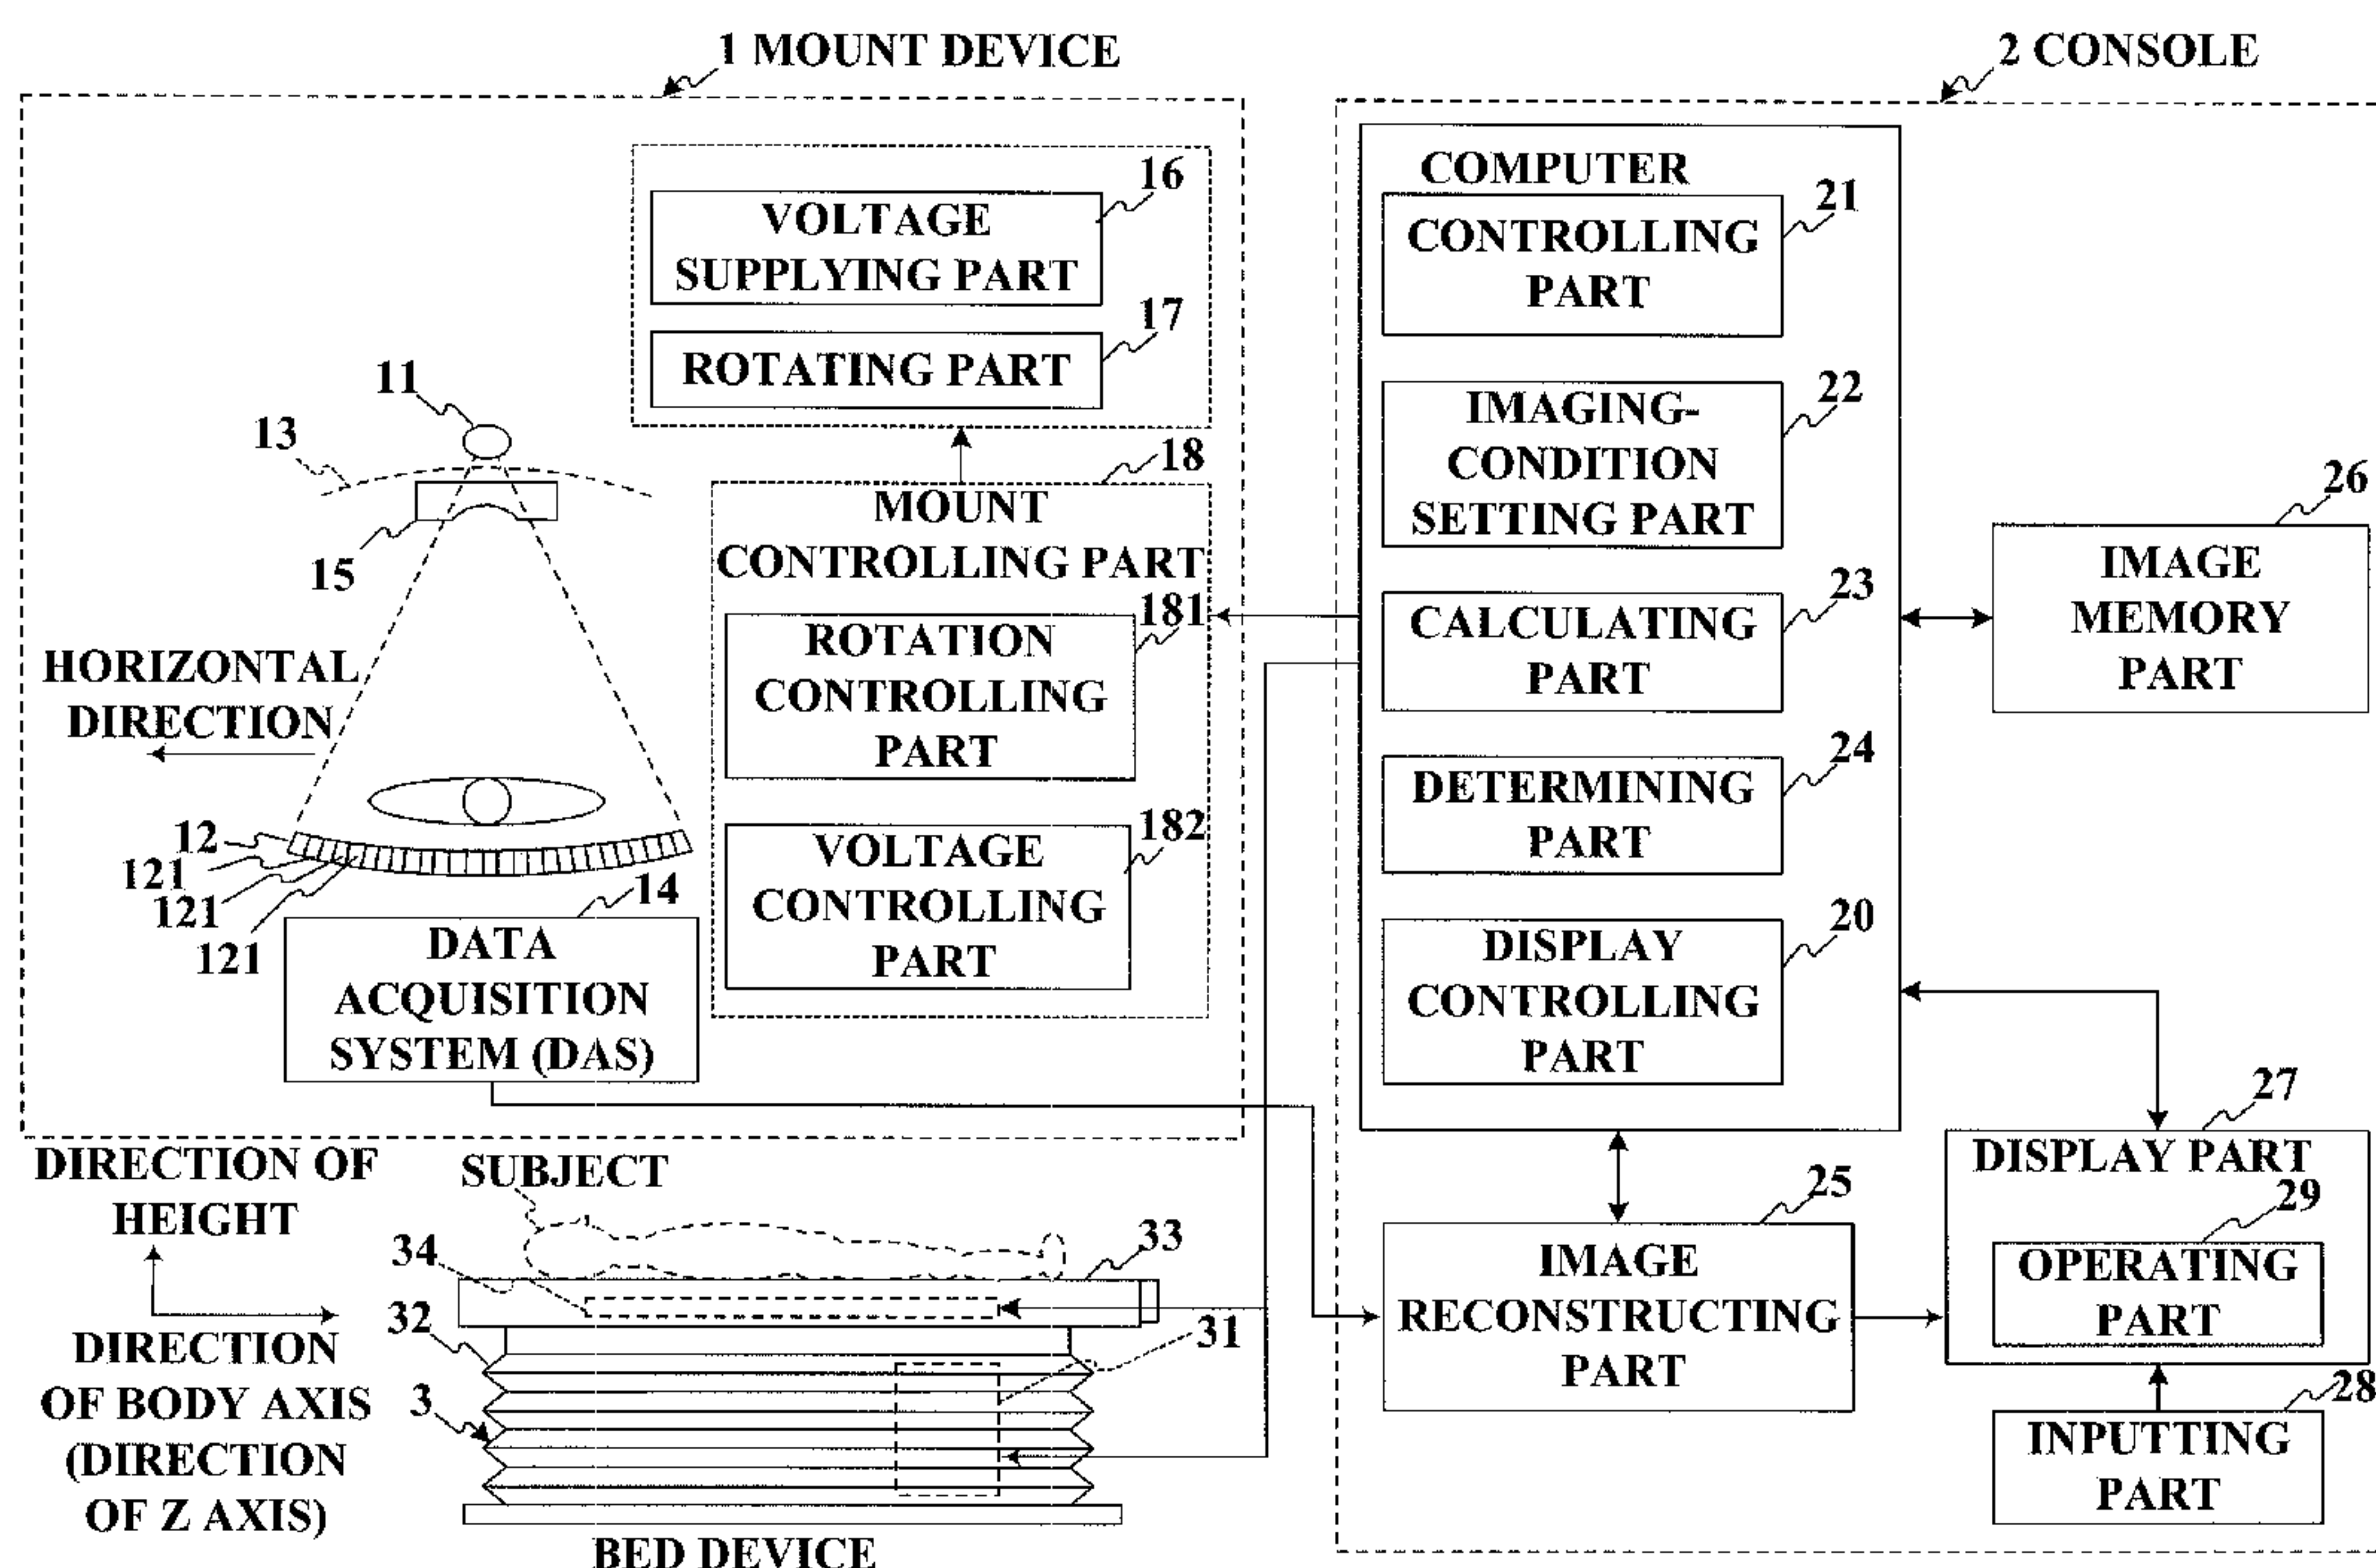 1 MOUNT DEVICE
2 CONSOLE
16
VOLTAGE
SUPPLYING PART
17
ROTATING PART
11
13
15
18
MOUNT
CONTROLLING PART
181
ROTATION
CONTROLLING
PART
182
VOLTAGE
CONTROLLING
PART
HORIZONTAL
DIRECTION
12
121
121
121
14
DATA
ACQUISITION
SYSTEM (DAS)
COMPUTER
21
CONTROLLING
PART
22
IMAGING-
CONDITION
SETTING PART
23
CALCULATING
PART
24
DETERMINING
PART
20
DISPLAY
CONTROLLING
PART
26
IMAGE
MEMORY
PART
27
DISPLAY PART
29
OPERATING
PART
28
INPUTTING
PART
25
IMAGE
RECONSTRUCTING
PART
DIRECTION OF
HEIGHT
DIRECTION
OF BODY AXIS
(DIRECTION
OF Z AXIS)
SUBJECT
34
33
32
31
3
BED DEVICE